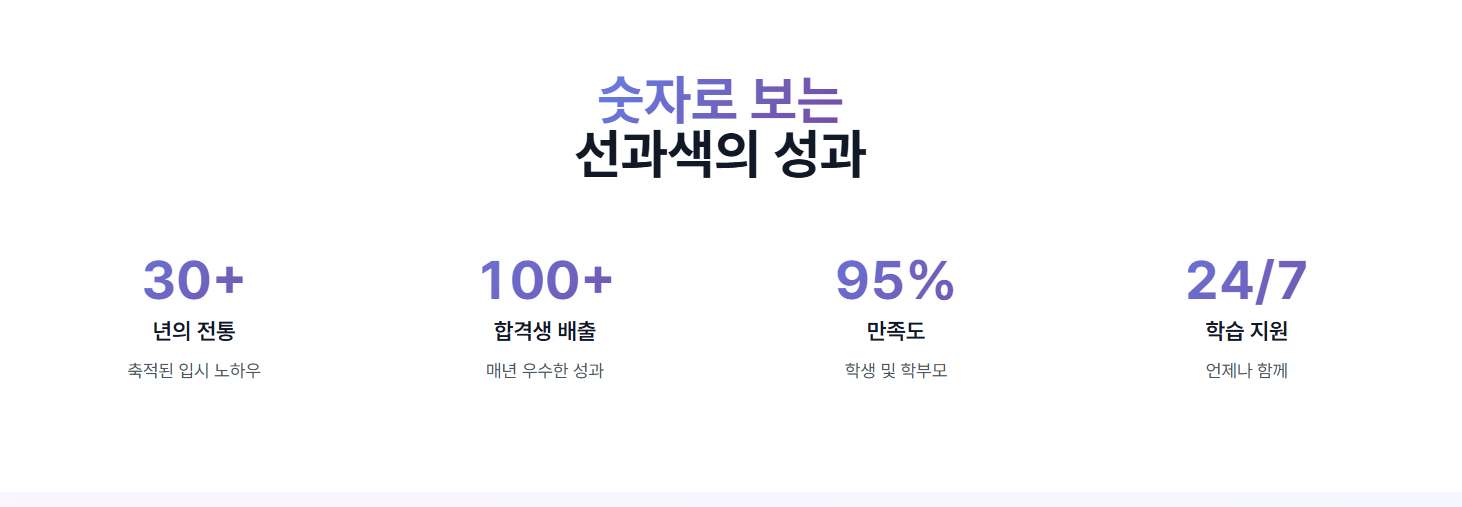 숫자로 보는
선과색의 성과
30+
년의 전통
축적된 입시 노하우
100+
합격생 배출
매년 우수한 성과
95%
만족도
학생 및 학부모
24/7
학습 지원
언제나 함께